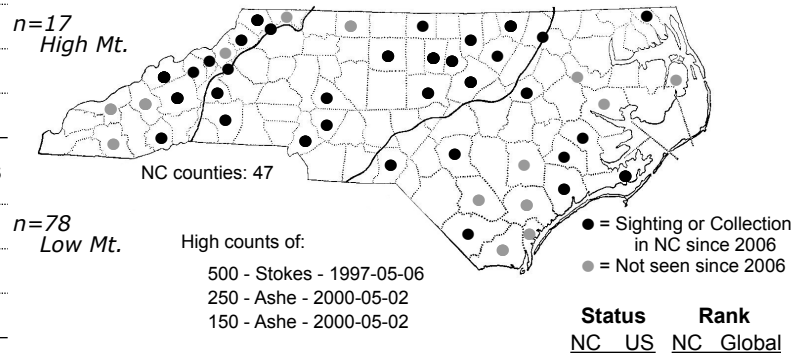 n=17
High Mt.
NC counties: 47
n=78
Low Mt.
High counts of:
500 - Stokes - 1997-05-06
250 - Ashe - 2000-05-02
150 - Ashe - 2000-05-02
= Sighting or Collection
in NC since 2006
= Not seen since 2006
Status Rank
NC US NC Global